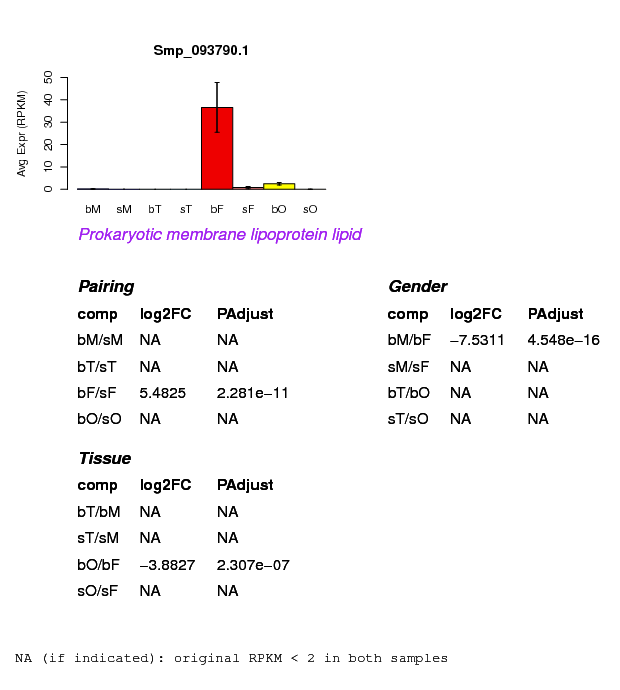 Smp_093790.1
Avg Expr (RPKM)
50
40
30
20
10
0
bM sM bT sT bF sF bO sO
Prokaryotic membrane lipoprotein lipid
Pairing
comp log2FC PAdjust
bM/sM NA NA
bT/sT NA NA
bF/sF 5.4825 2.281e−11
bO/sO NA NA
Gender
comp log2FC PAdjust
bM/bF −7.5311 4.548e−16
sM/sF NA NA
bT/bO NA NA
sT/sO NA NA
Tissue
comp log2FC PAdjust
bT/bM NA NA
sT/sM NA NA
bO/bF −3.8827 2.307e−07
sO/sF NA NA
NA (if indicated): original RPKM < 2 in both samples